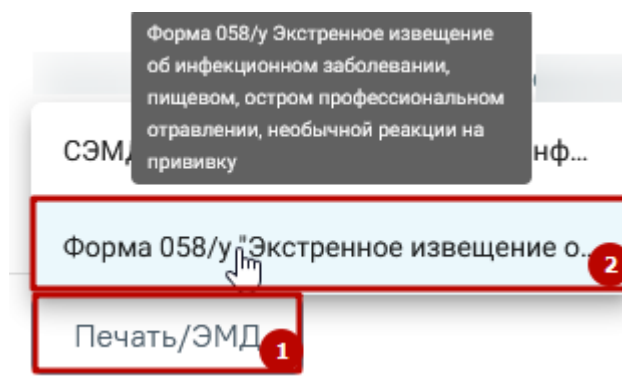 Форма 058/у Экстренное извещение
об инфекционном заболевании,
пищевом, остром профессиональном
отравлении, необычной реакции на
прививку
СЭМД нф...
Форма 058/у "Экстренное извещение о...
2
Печать/ЭМД
1